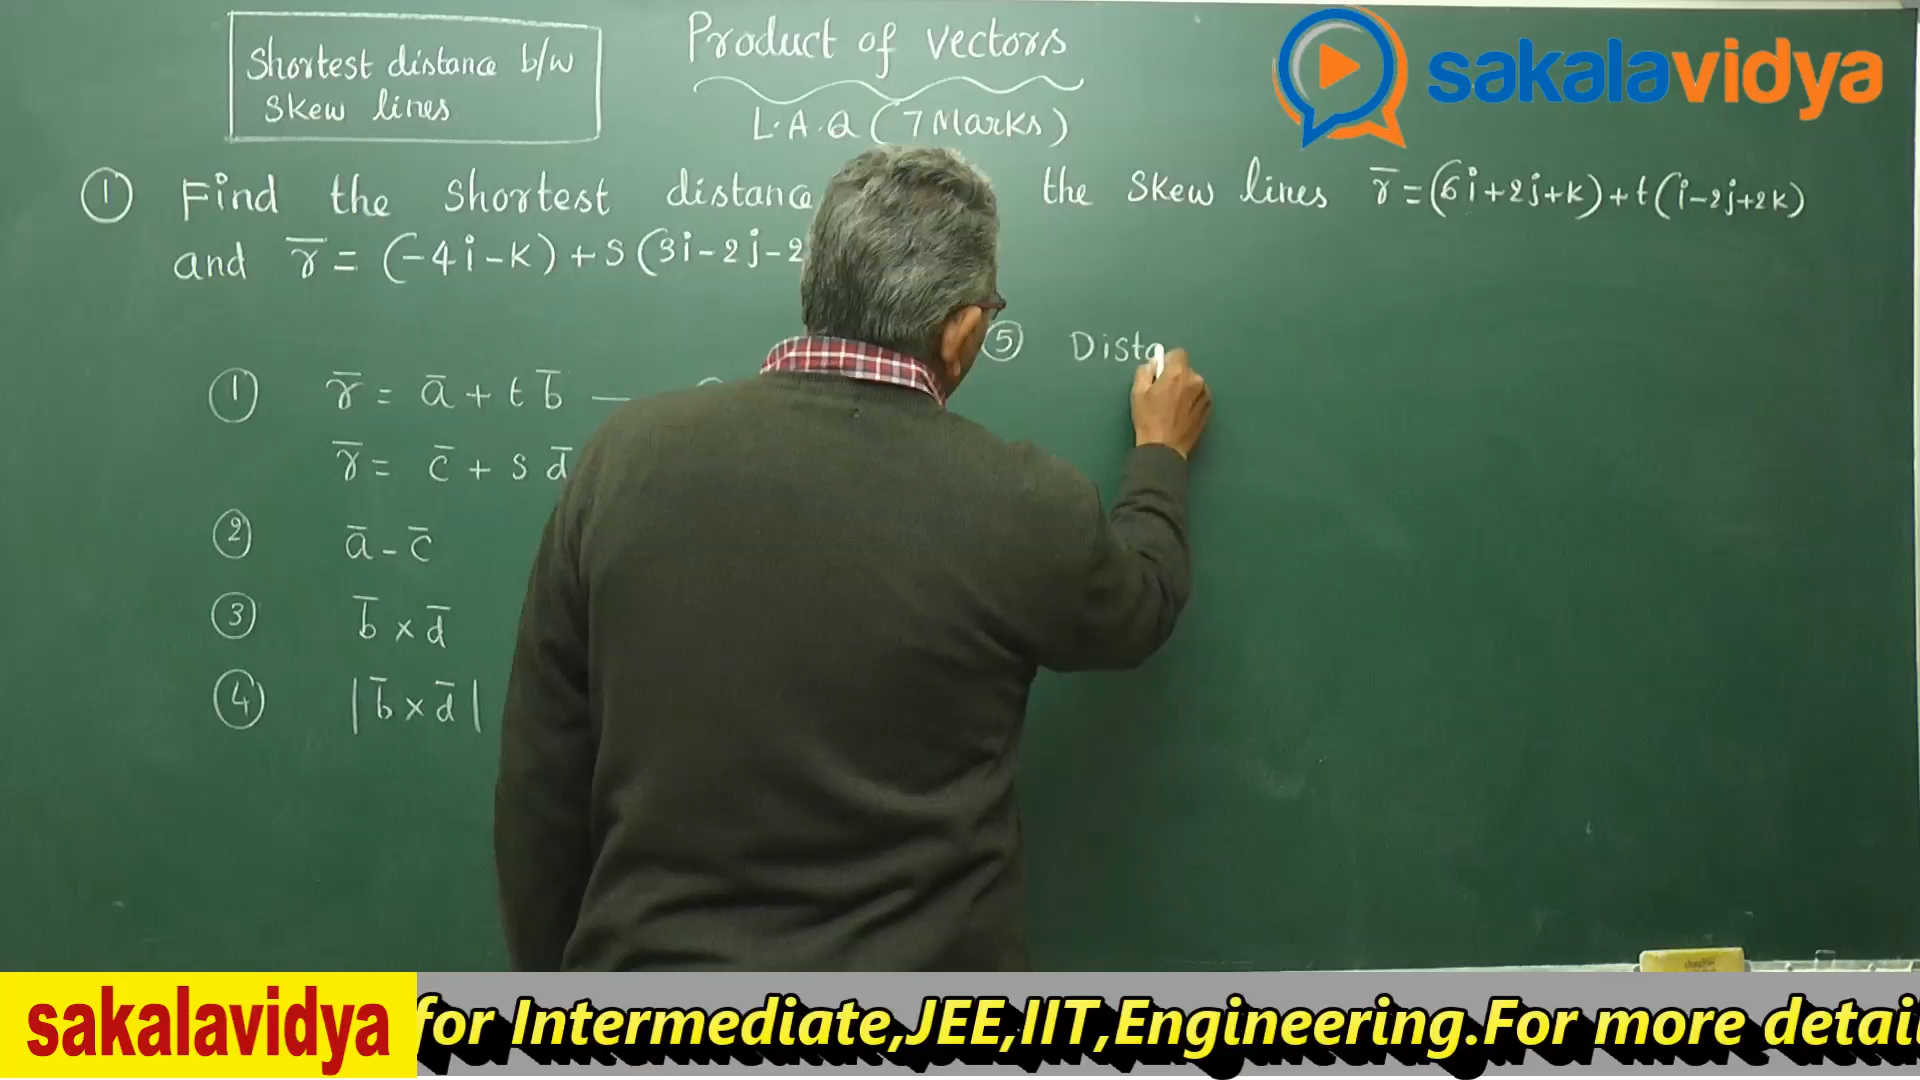 Shortest distance b/w
Skew lines
Product of vectors
L.A.Q (7 Marks)
sakalavidya
① Find the shortest distance the skew lines r̅ = (6i+2j+k)+t(i-2j+2k)
and r̅ = (-4i-k)+s(3i-2j-2
① r̅ = a̅ + t b̅ —
r̅ = c̅ + s d̅
② a̅ - c̅
③ b̅ × d̅
④ |b̅ × d̅|
⑤ Dista
sakalavidya
for Intermediate,JEE,IIT,Engineering.For more detail